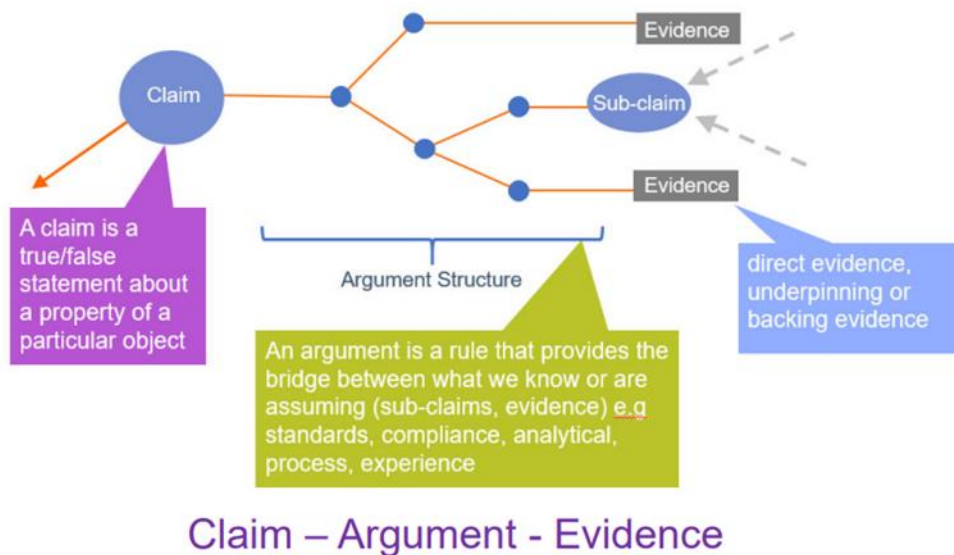 Evidence
Claim
Sub-claim
Evidence
A claim is a
true/false
statement about
a property of a
particular object
Argument Structure
direct evidence,
underpinning or
backing evidence
An argument is a rule that provides the
bridge between what we know or are
assuming (sub-claims, evidence) e.g
standards, compliance, analytical,
process, experience
Claim – Argument - Evidence